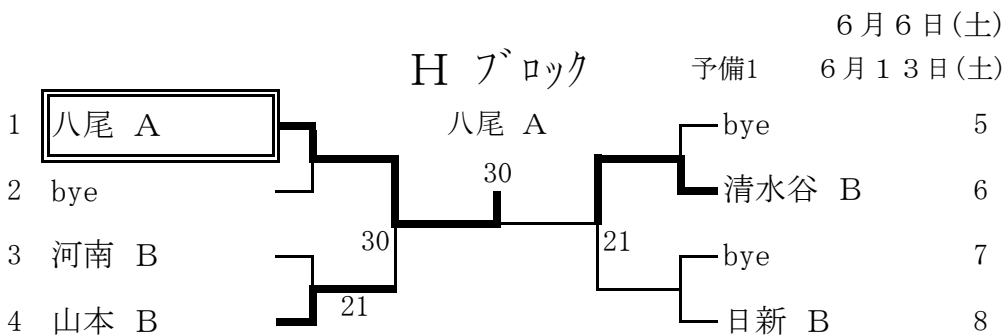 ６月６日(土)
Ｈ ブロック
予備1 ６月１３日(土)
1 八尾 Ａ
八尾 Ａ
bye 5
30
2 bye
清水谷 Ｂ 6
3 河南 Ｂ
30
21
bye 7
21
4 山本 Ｂ
日新 Ｂ 8